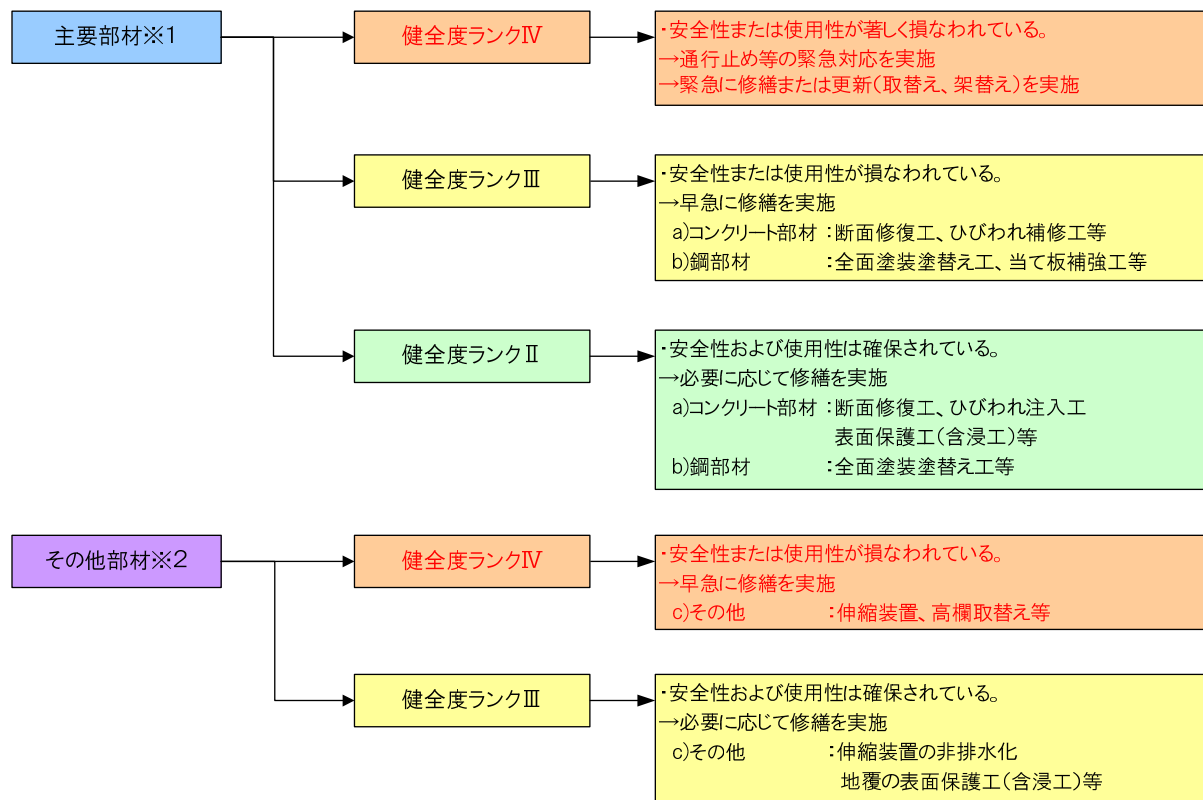 主要部材※1
健全度ランクⅣ
・安全性または使用性が著しく損なわれている。
→通行止め等の緊急対応を実施
→緊急に修繕または更新(取替え、架替え)を実施
健全度ランクⅢ
・安全性または使用性が損なわれている。
→早急に修繕を実施
a)コンクリート部材：断面修復工、ひびわれ補修工等
b)鋼部材　　　　：全面塗装塗替え工、当て板補強工等
健全度ランクⅡ
・安全性および使用性は確保されている。
→必要に応じて修繕を実施
a)コンクリート部材：断面修復工、ひびわれ注入工
表面保護工(含浸工)等
b)鋼部材　　　　：全面塗装塗替え工等
その他部材※2
健全度ランクⅣ
・安全性または使用性が損なわれている。
→早急に修繕を実施
c)その他　　　　：伸縮装置、高欄取替え等
健全度ランクⅢ
・安全性および使用性は確保されている。
→必要に応じて修繕を実施
c)その他　　　　：伸縮装置の非排水化
地覆の表面保護工(含浸工)等